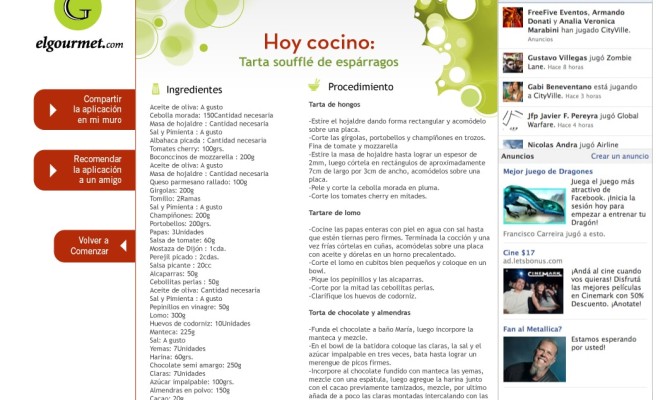 G
elgourmet.com
Compartir
la aplicación
en mi muro
Recomendar
la aplicación
a un amigo
Volver a
Comenzar
Hoy cocino:
Tarta soufflé de espárragos
Ingredientes
Aceite de oliva: A gusto
Cebolla morada: 150Cantidad necesaria
Masa de hojaldre : Cantidad necesaria
Sal y Pimienta : A gusto
Albahaca picada : Cantidad necesaria
Tomates cherry: 100grs.
Boconccinos de mozzarella : 200g
Aceite de oliva: A gusto
Masa de hojaldre : Cantidad necesaria
Queso parmesano rallado: 100g
Girgolas: 200g
Tomillo: 2Ramas
Sal y Pimienta : A gusto
Champiñones: 200g
Portobellos: 200grs.
Papas: 3Unidades
Salsa de tomate: 60g
Mostaza de Dijón : 1cda.
Perejil picado : 2cdas.
Salsa picante : 20cc
Alcaparras: 50g
Cebollitas perlas : 50g
Aceite de oliva: Cantidad necesaria
Sal y Pimienta : A gusto
Pepinillos en vinagre: 50g
Lomo: 300g
Huevos de codorniz: 10Unidades
Manteca: 225g
Sal: A gusto
Yemas: 7Unidades
Harina: 60grs.
Chocolate semi amargo: 250g
Claras: 7Unidades
Azúcar impalpable: 100grs.
Almendras en polvo: 150g
Cacao: 20g
Procedimiento
Tarta de hongos
-Estire el hojaldre dando forma rectangular y acomódelo
sobre una placa.
-Corte las girgolas, portobellos y champiñones en trozos.
Fina de tomate y mozzarella
-Estire la masa de hojaldre hasta lograr un espesor de
2mm, luego córtela en rectángulos de aproximadamente
7cm de largo por 3cm de ancho, acomódelos sobre una
placa.
-Pele y corte la cebolla morada en pluma.
-Corte los tomates cherry en mitades.
Tartare de lomo
-Cocine las papas enteras con piel en agua con sal hasta
que estén tiernas pero firmes. Terminada la cocción y una
vez frías córtelas en cuñas, acomódelas sobre una placa
con aceite y dórelas en un horno precalentado.
-Corte el lomo en cubitos bien pequeños y coloque en un
bowl.
-Pique los pepinillos y las alcaparras.
-Corte por la mitad las cebollitas perlas.
-Clarifique los huevos de codorniz.
Torta de chocolate y almendras
-Funda el chocolate a baño María, luego incorpore la
manteca y mezcle.
-En el bowl de la batidora coloque las claras, la sal y el
azúcar impalpable en tres veces, bata hasta lograr un
merengue de picos firmes.
-Incorpore al chocolate fundido con manteca las yemas,
mezcle con una espátula, luego agregue la harina junto
con el cacao previamente tamizados, mezcle, por último
añada de a poco las claras montadas intercalando con las
FreeFive Eventos, Armando
Donati y Analia Veronica
Marabini han jugado CityVille.
Anuncios
Gustavo Villegas jugó Zombie
Lane. Hace 8 horas
Gabi Beneventano está jugando
a CityVille. Hace 3 horas
Jfp Javier F. Pereyra jugó Global
Warfare. Hace 4 horas
Nicolas Andra jugó Airline
Anuncios Crear un anuncio
Mejor juego de Dragones
Juega el juego más
atractivo de
Facebook. ¡Inicia la
sesión hoy para
empezar a entrenar tu
Dragón!
Francisco Carreira jugó a esto.
Cine $17
ad.letsbonus.com
CINEMARK
¡Andá al cine cuando
vos quieras! Disfrutá
las mejores películas
en Cinemark con 50%
Descuento. ¡Anotate!
Fan al Metallica?
Estamos esperando
por usted!